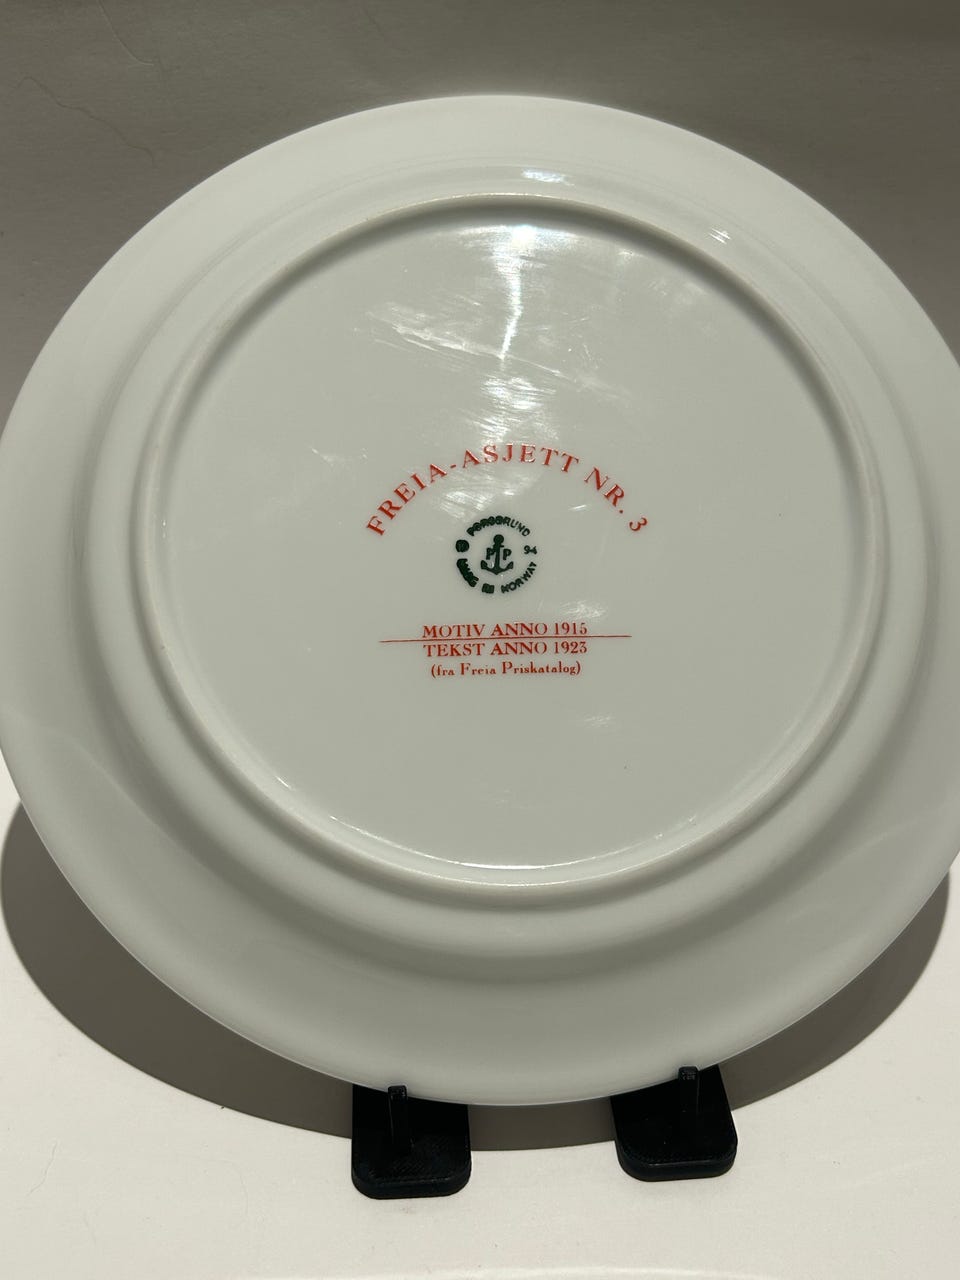 FREIA-ASJETT NR. 3
PORSGRUND
P P
94
NORWAY
MOTIV ANNO 1915
TEKST ANNO 1923
(fra Freia Priskatalog)